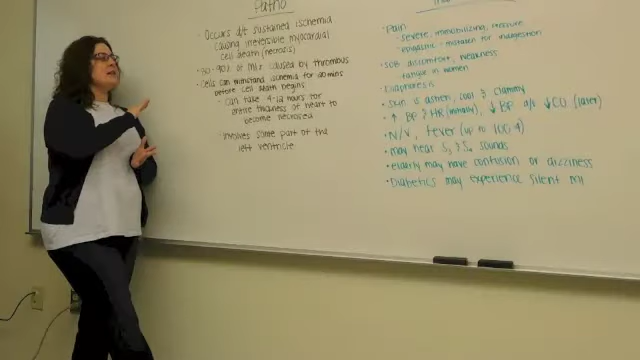 Patho
• Occurs d/t sustained ischemia
causing irreversible myocardial
cell death (necrosis)
• 80-90% of MIs caused by thrombus
• Cells can withstand ischemia for 20 mins
before cell death begins
• can take 4-12 hours for
entire thickness of heart to
become necrosed
• Involves some part of the
left ventricle
• Pain
• severe, immobilizing, pressure
• epigastric - mistaken for indigestion
• SOB, discomfort, weakness
fatigue in women
• Diaphoresis
• Skin is ashen, cool & clammy
• ↑ BP & HR (initially), ↓ BP d/t ↓ CO (later)
• N/V, Fever (up to 100.4)
• may hear S3 & S4 sounds
• elderly may have confusion or dizziness
• Diabetics may experience silent MI